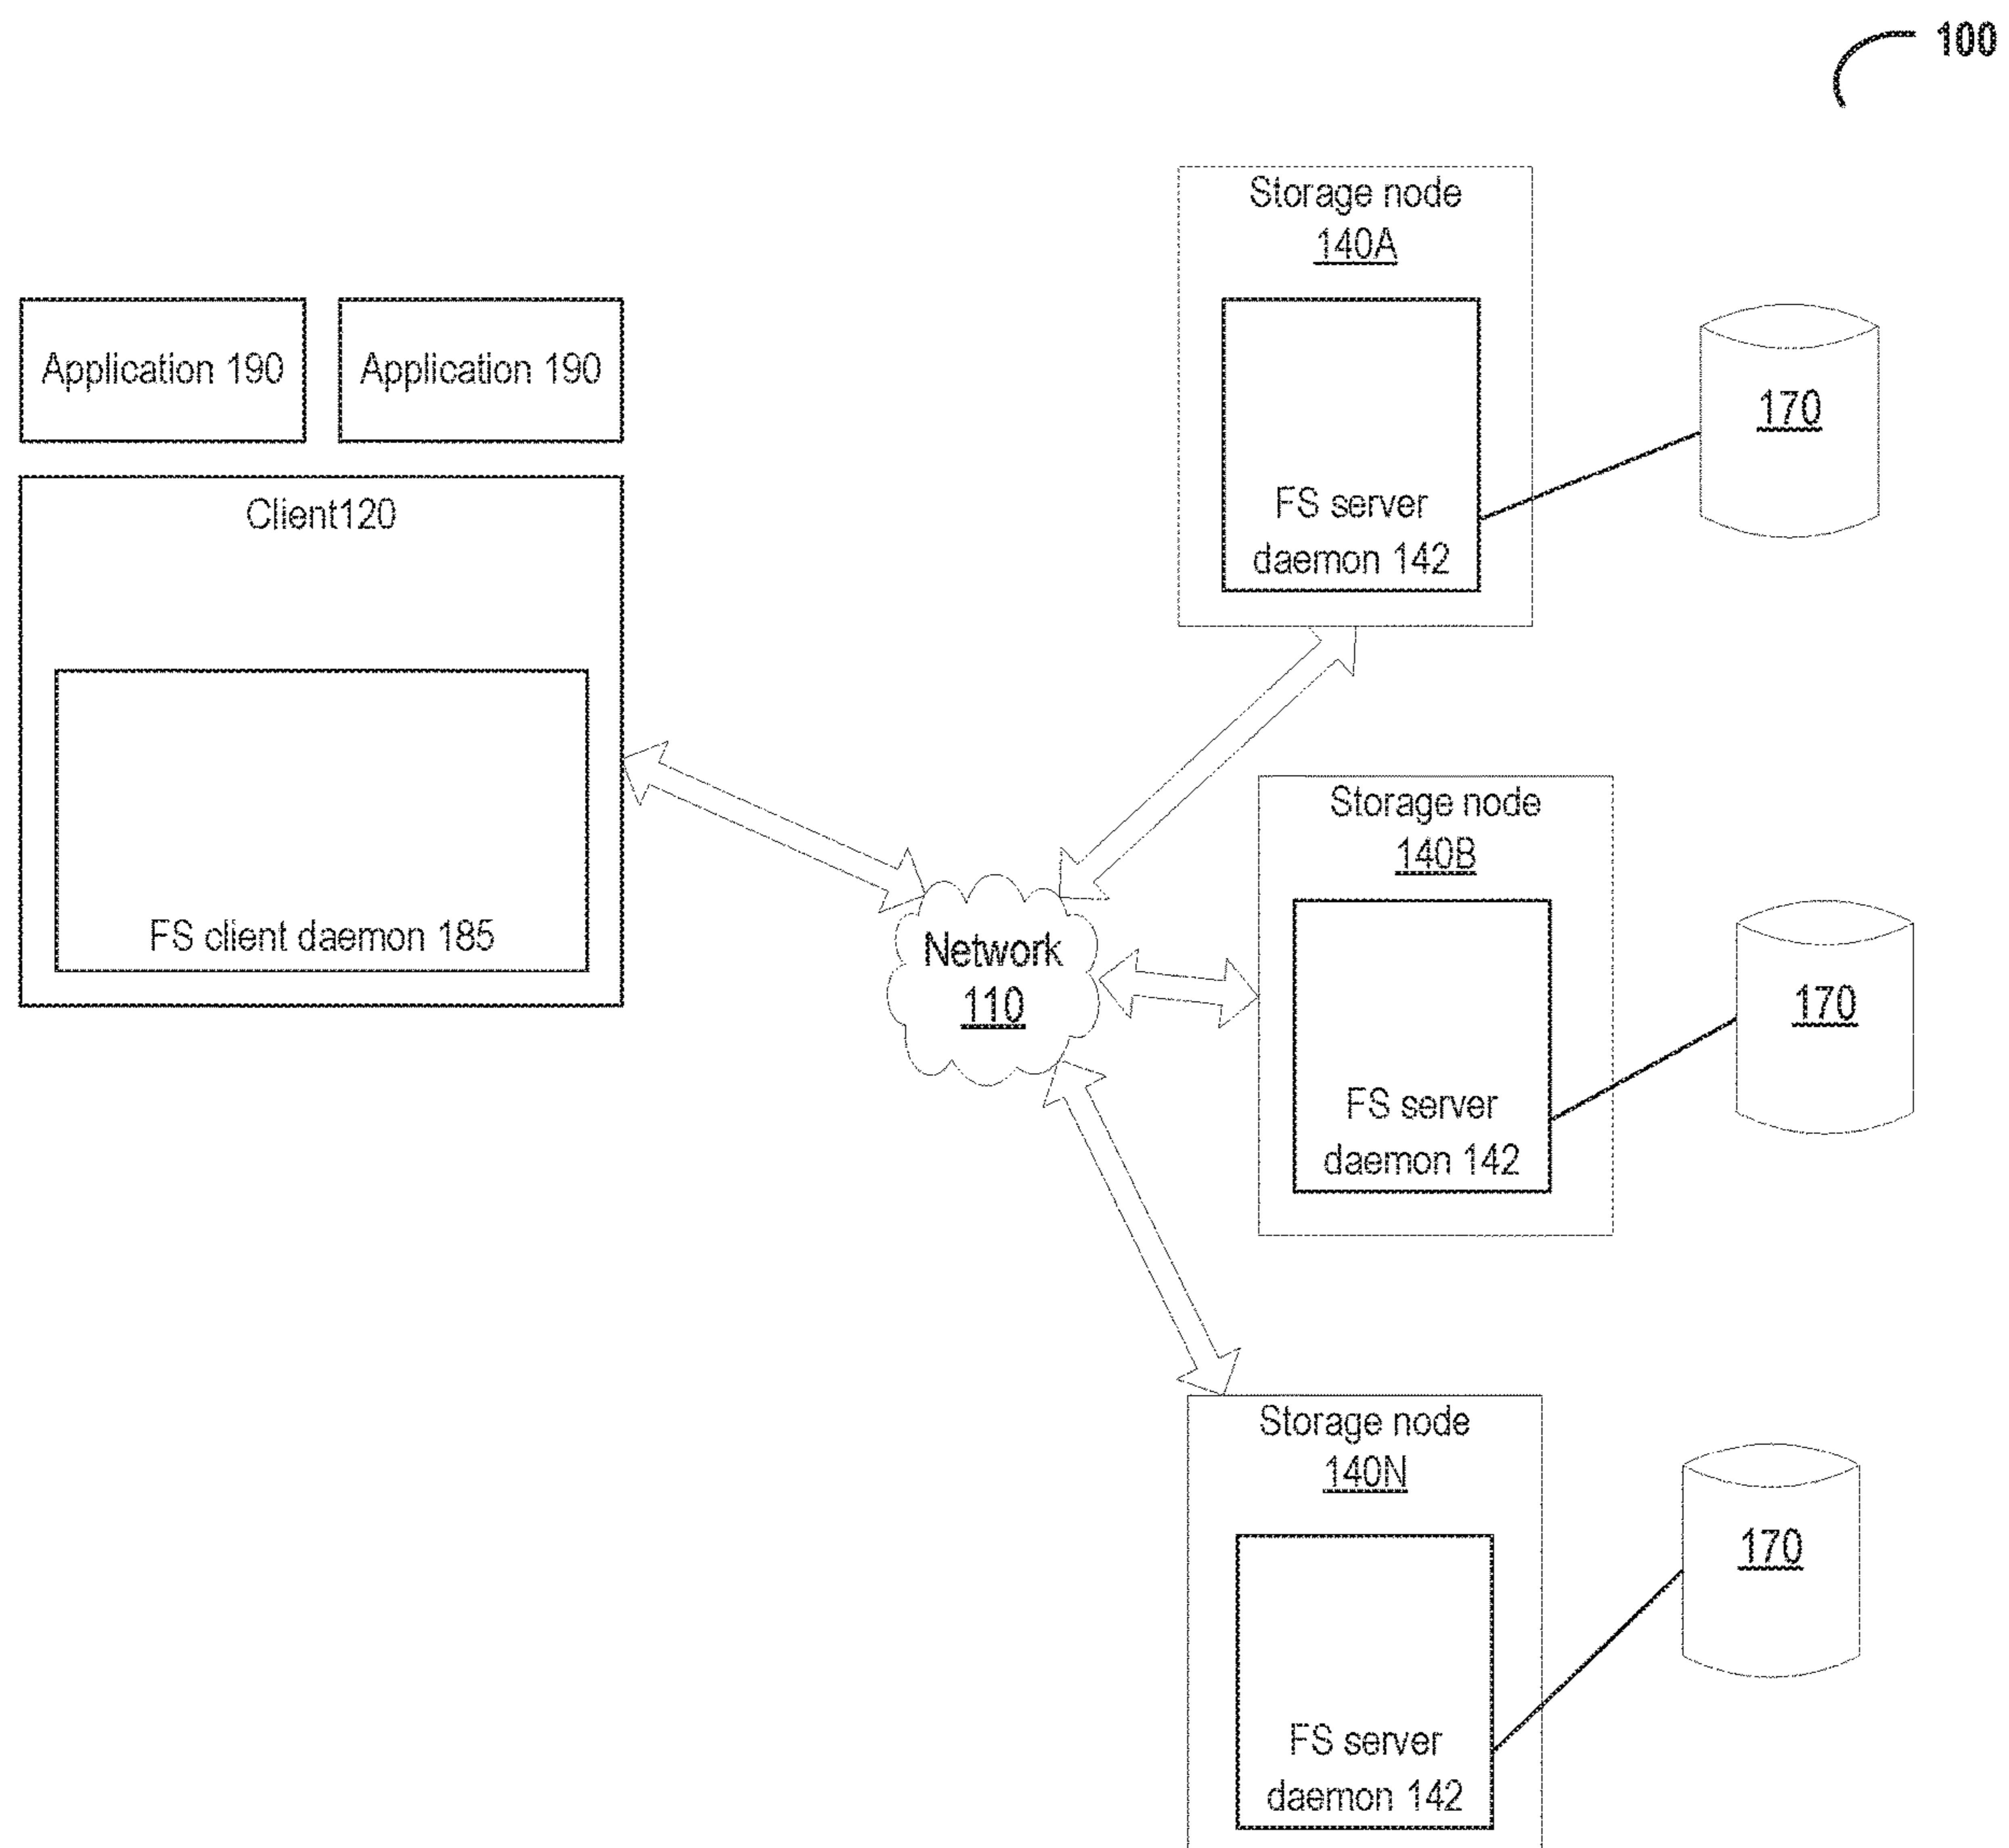 100
Storage node
140A
Application 190
Application 190
170
Client120
FS server
daemon 142
Storage node
140B
FS client daemon 185
Network
110
170
FS server
daemon 142
Storage node
140N
170
FS server
daemon 142